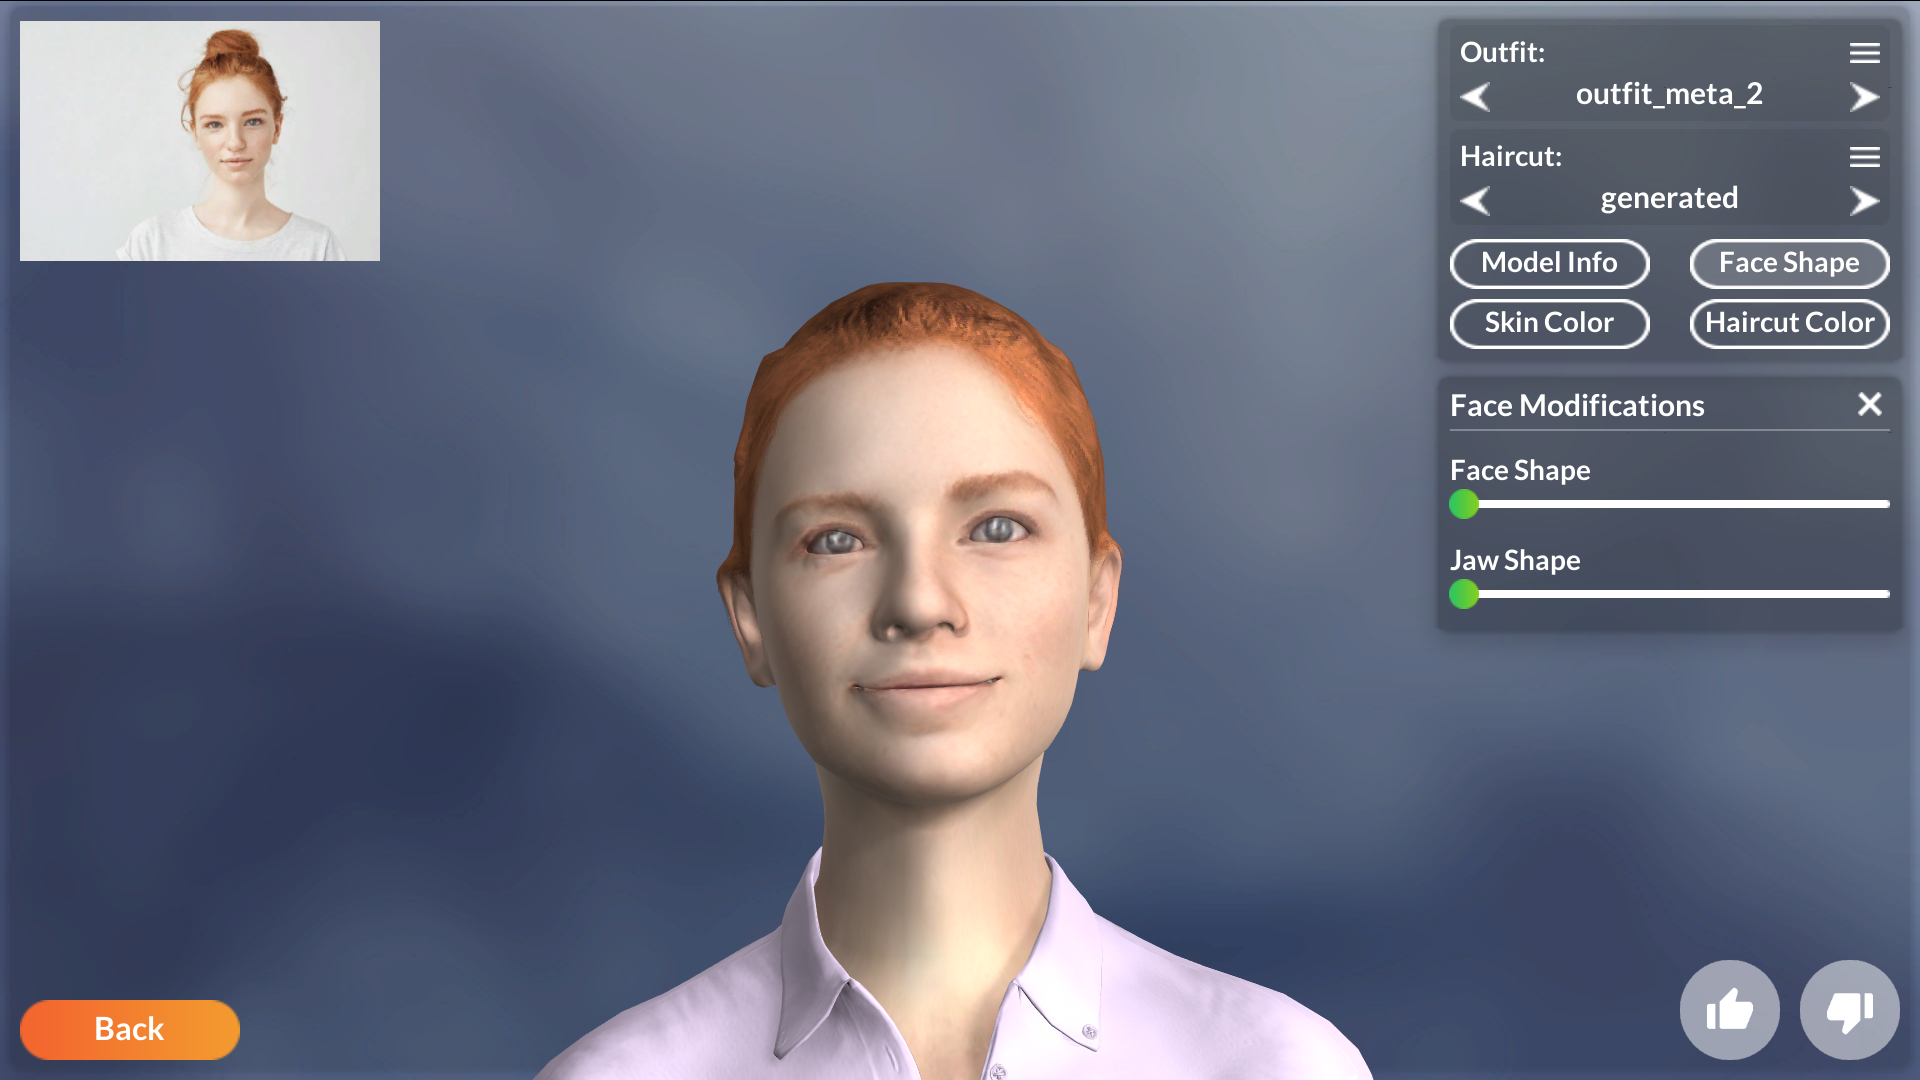 Outfit:
outfit_meta_2
Haircut:
generated
Model Info
Face Shape
Skin Color
Haircut Color
Face Modifications
Face Shape
Jaw Shape
Back